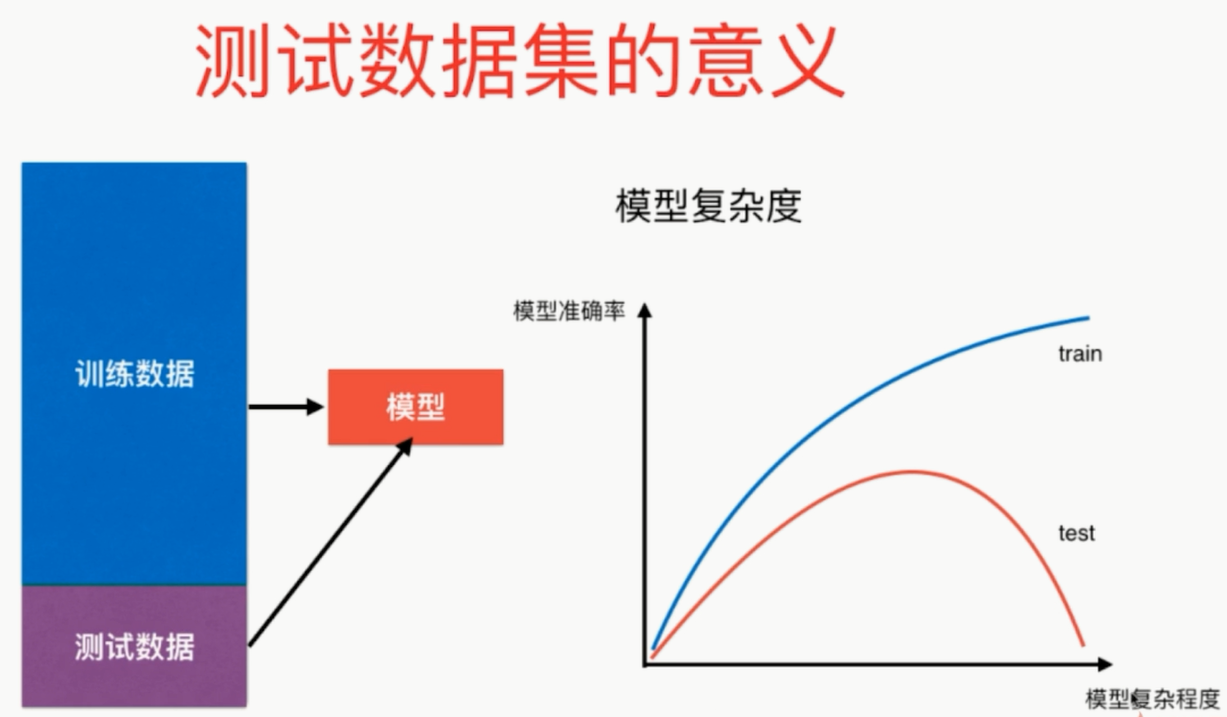 测试数据集的意义
模型复杂度
模型准确率
train
训练数据
模型
test
测试数据
模型复杂程度